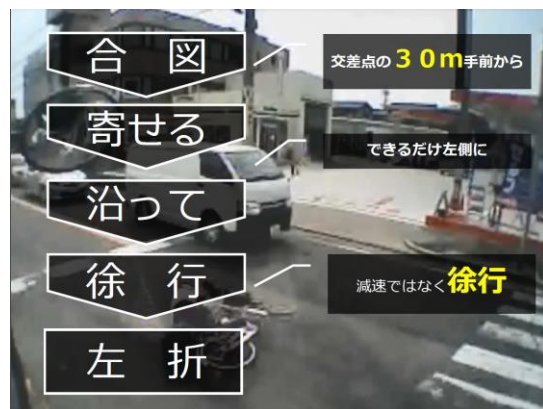 合 図
交差点の30m手前から
寄せる
できるだけ左側に
沿って
徐 行
減速ではなく徐行
左 折